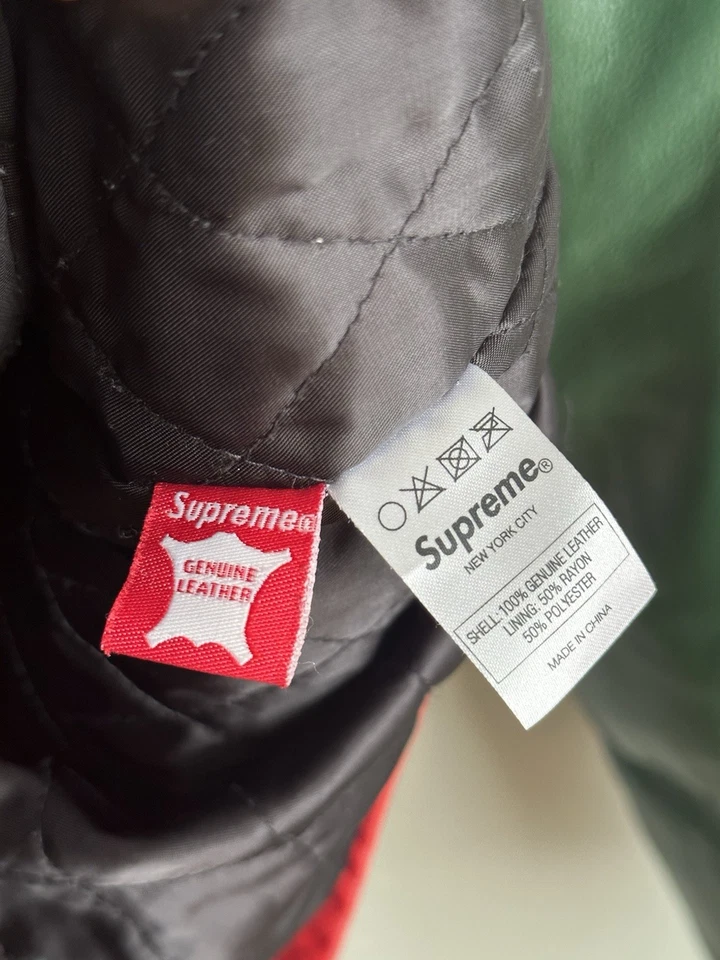 Supreme®
GENUINE
LEATHER
Supreme®
NEW YORK CITY
SHELL:100% GENUINE LEATHER
LINING: 50% RAYON
50% POLYESTER
MADE IN CHINA